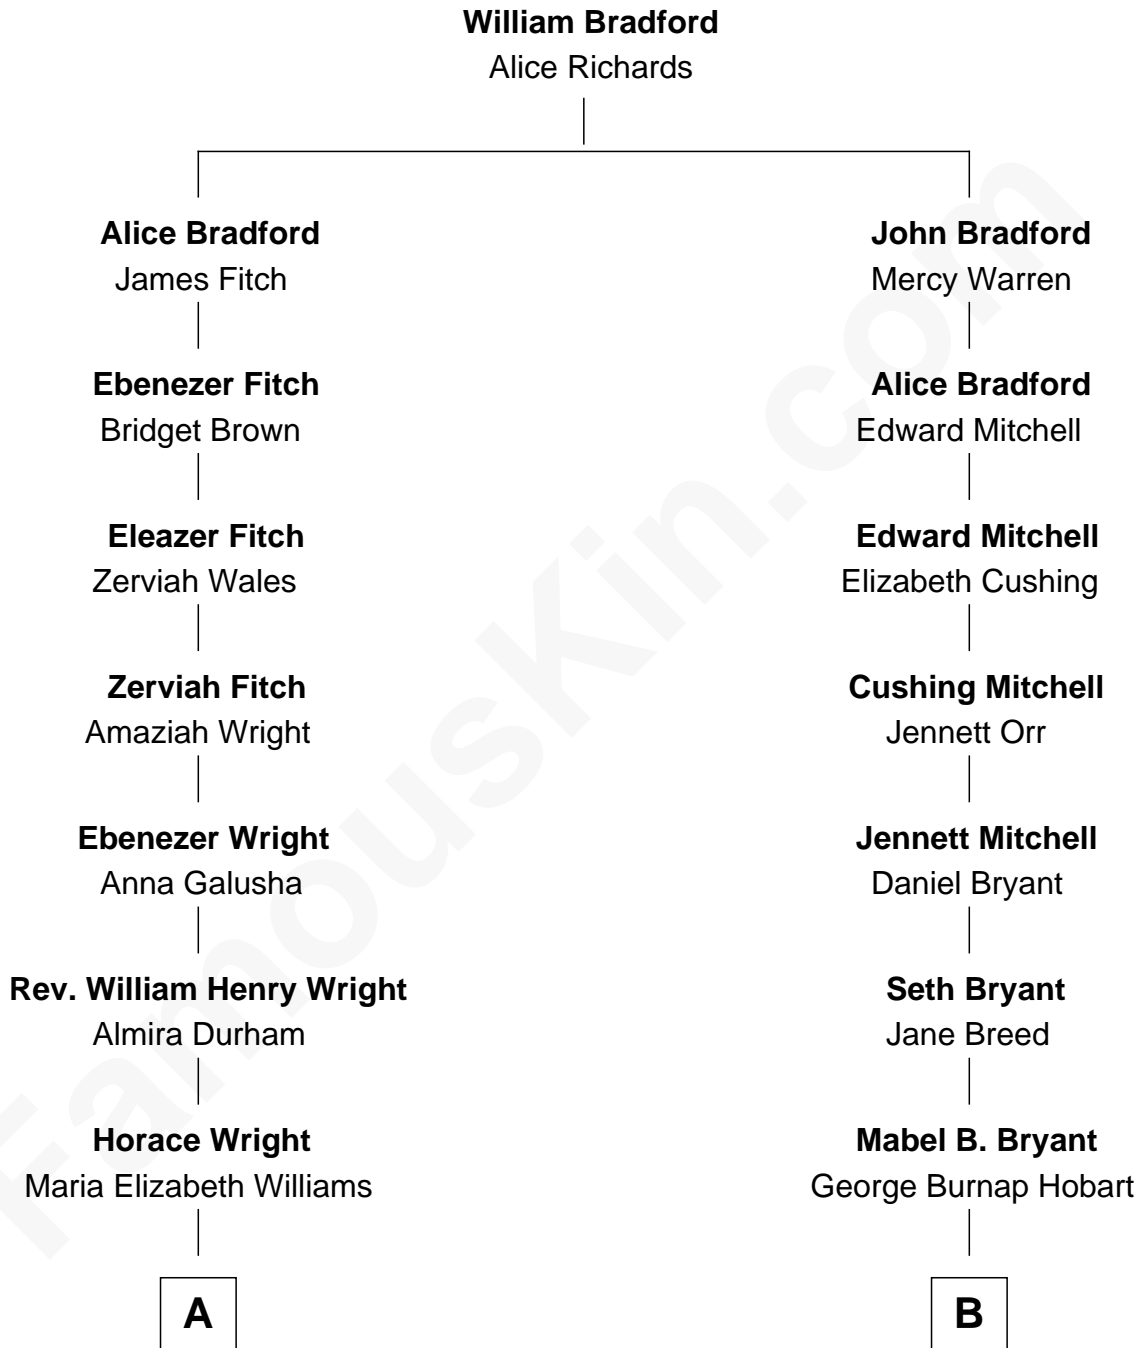 William Bradford
Alice Richards
Alice Bradford
James Fitch
Ebenezer Fitch
Bridget Brown
Eleazer Fitch
Zerviah Wales
Zerviah Fitch
Amaziah Wright
Ebenezer Wright
Anna Galusha
Rev. William Henry Wright
Almira Durham
Horace Wright
Maria Elizabeth Williams
A
John Bradford
Mercy Warren
Alice Bradford
Edward Mitchell
Edward Mitchell
Elizabeth Cushing
Cushing Mitchell
Jennett Orr
Jennett Mitchell
Daniel Bryant
Seth Bryant
Jane Breed
Mabel B. Bryant
George Burnap Hobart
B
FamousKin.com